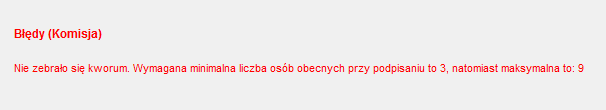 Błędy (Komisja)
Nie zebrało się kworum. Wymagana minimalna liczba osób obecnych przy podpisaniu to 3, natomiast maksymalna to: 9